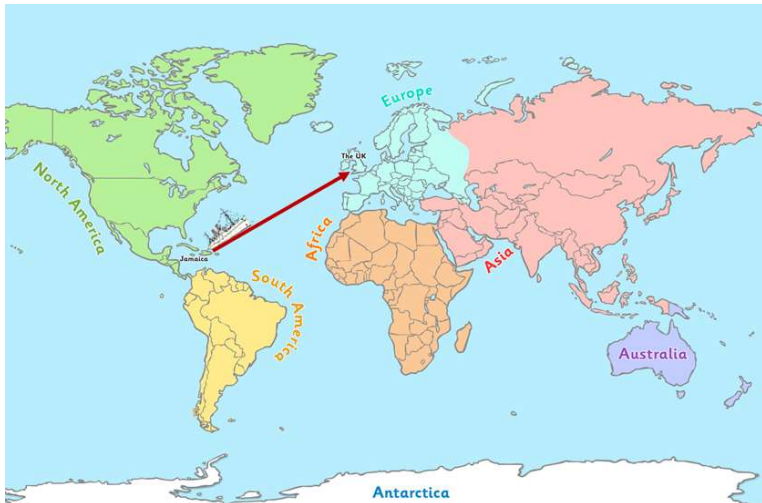 Europe
The UK
North America
Jamaica
Africa
Asia
South America
Australia
Antarctica